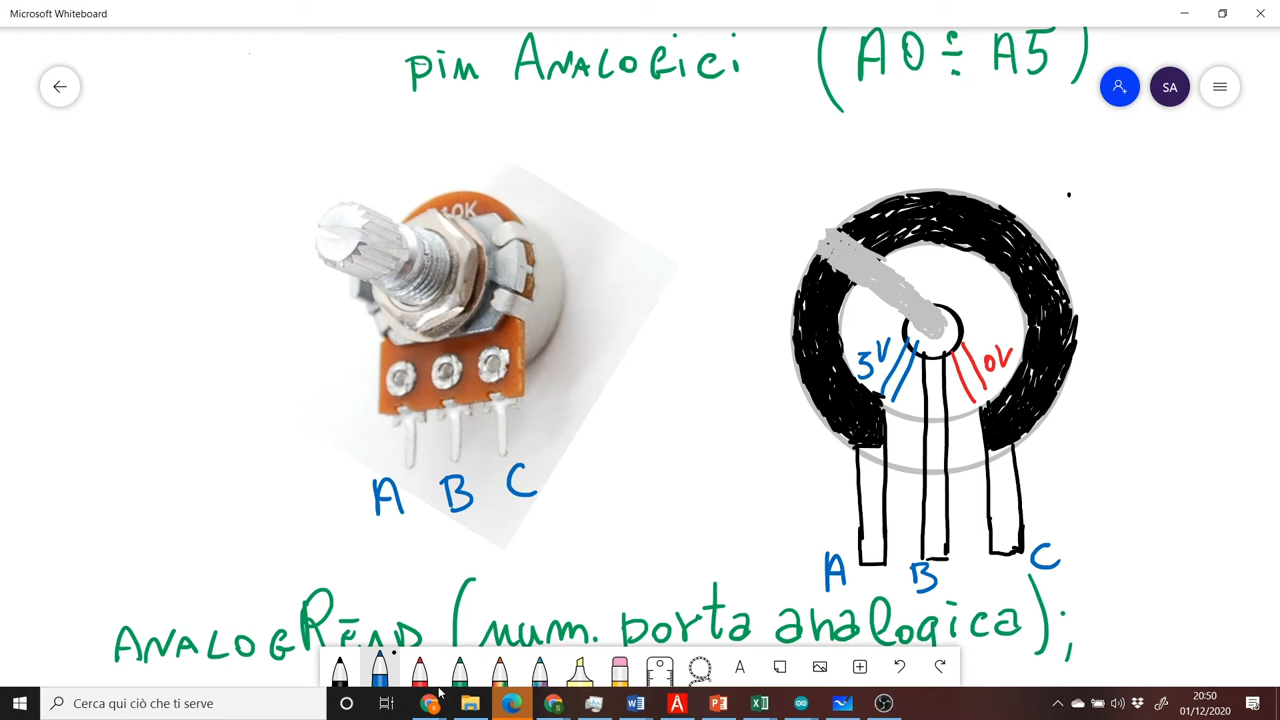 Microsoft Whiteboard
pin ANALOGICI (A0 ÷ A5)
SA
10K
5V
0V
A B C
A
B
C
ANALOGREAD (num. porta analogica);
A
Cerca qui ciò che ti serve
20:50
01/12/2020